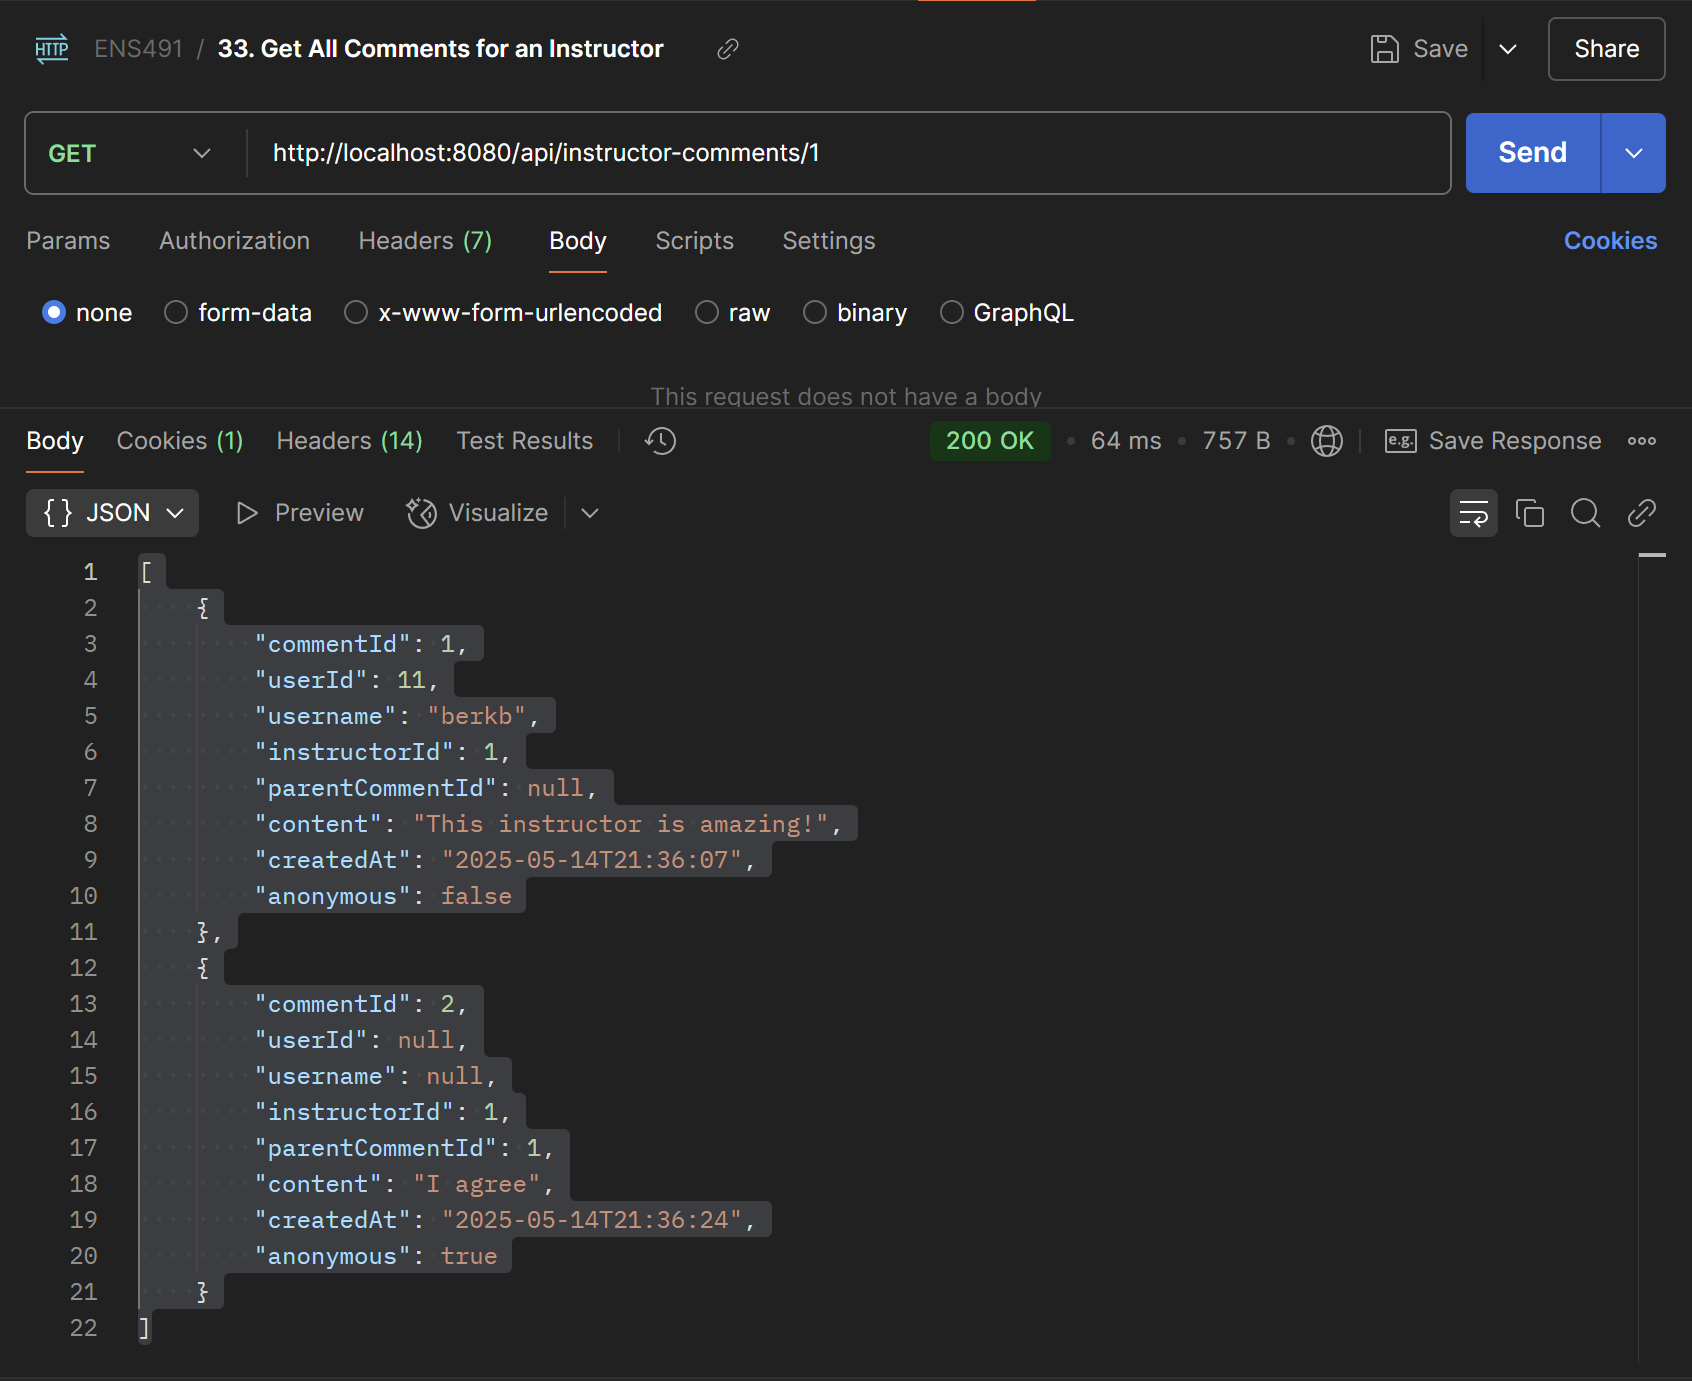 HTTP ENS491 / 33. Get All Comments for an Instructor Save Share
GET http://localhost:8080/api/instructor-comments/1 Send
Params Authorization Headers (7) Body Scripts Settings Cookies
none form-data x-www-form-urlencoded raw binary GraphQL
This request does not have a body
Body Cookies (1) Headers (14) Test Results 200 OK • 64 ms • 757 B • e.g. Save Response
{ } JSON Preview Visualize
1 [
2 {
3 "commentId": 1,
4 "userId": 11,
5 "username": "berkb",
6 "instructorId": 1,
7 "parentCommentId": null,
8 "content": "This instructor is amazing!",
9 "createdAt": "2025-05-14T21:36:07",
10 "anonymous": false
11 },
12 {
13 "commentId": 2,
14 "userId": null,
15 "username": null,
16 "instructorId": 1,
17 "parentCommentId": 1,
18 "content": "I agree",
19 "createdAt": "2025-05-14T21:36:24",
20 "anonymous": true
21 }
22 ]